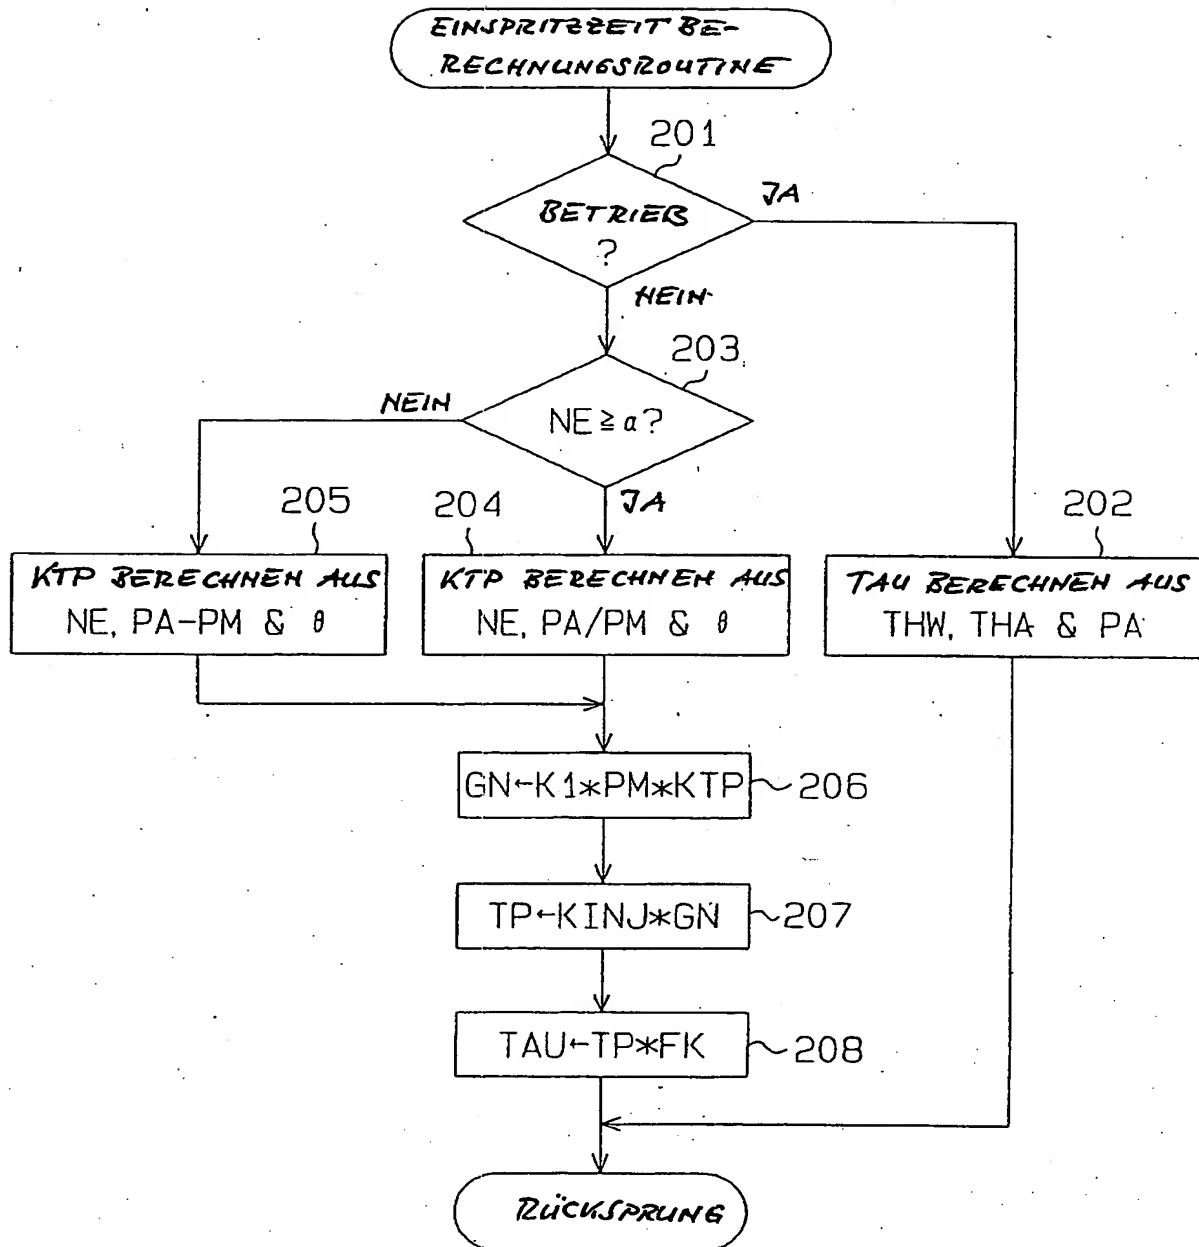 EINSPRITZZEIT BE-
RECHNUNGSROUTINE
201
BETRIEB
?
JA
NEIN
203
NE ≧ α?
NEIN
JA
205
204
202
KTP BERECHNEN AUS
NE, PA-PM & θ
KTP BERECHNEN AUS
NE, PA/PM & θ
TAU BERECHNEN AUS
THW, THA & PA
GN←K1*PM*KTP
206
TP←KINJ*GN
207
TAU←TP*FK
208
RÜCKSPRUNG